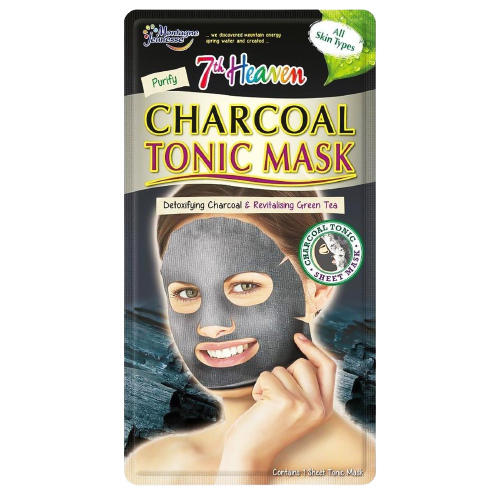 Montagne
Jeunesse
... we discovered mountain energy
spring water and created ...
All
Skin Types
Purify
7th Heaven
CHARCOAL
TONIC MASK
Detoxifying Charcoal & Revitalising Green Tea
CHARCOAL TONIC
• SHEET MASK •
Contains 1 Sheet Tonic Mask